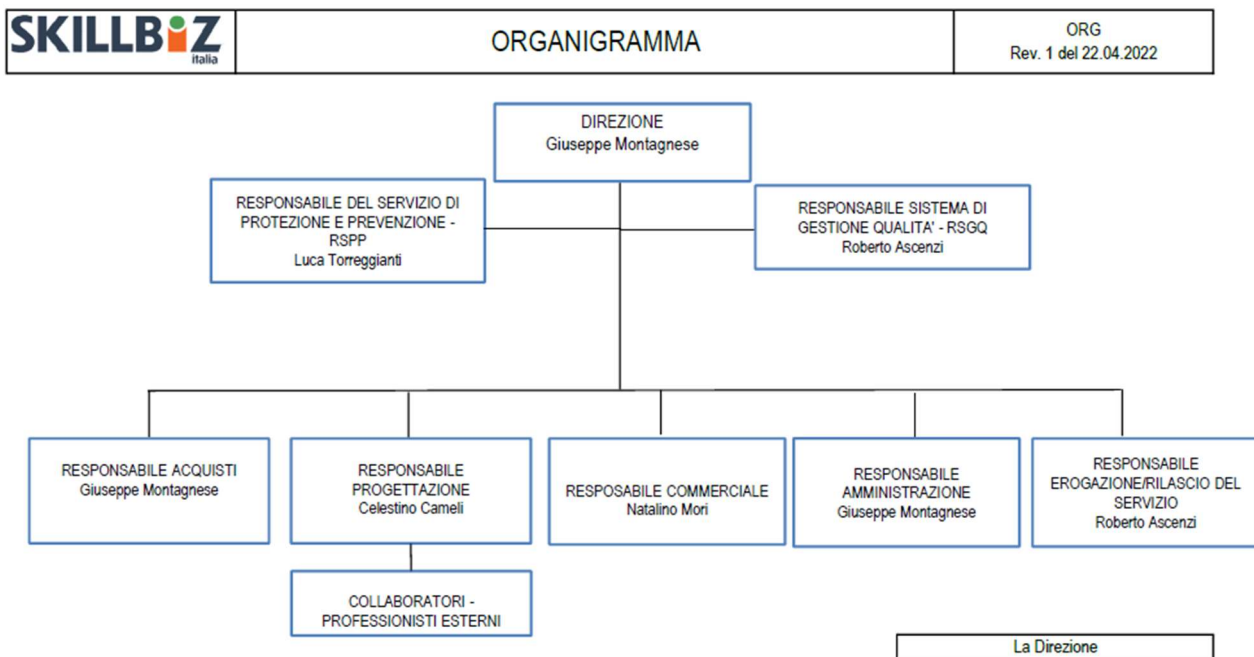 SKILLBIZ
italia
ORGANIGRAMMA
ORG
Rev. 1 del 22.04.2022
DIREZIONE
Giuseppe Montagnese
RESPONSABILE DEL SERVIZIO DI
PROTEZIONE E PREVENZIONE -
RSPP
Luca Torreggianti
RESPONSABILE SISTEMA DI
GESTIONE QUALITA' - RSGQ
Roberto Ascenzi
RESPONSABILE ACQUISTI
Giuseppe Montagnese
RESPONSABILE
PROGETTAZIONE
Celestino Cameli
RESPOSABILE COMMERCIALE
Natalino Mori
RESPONSABILE
AMMINISTRAZIONE
Giuseppe Montagnese
RESPONSABILE
EROGAZIONE/RILASCIO DEL
SERVIZIO
Roberto Ascenzi
COLLABORATORI -
PROFESSIONISTI ESTERNI
La Direzione